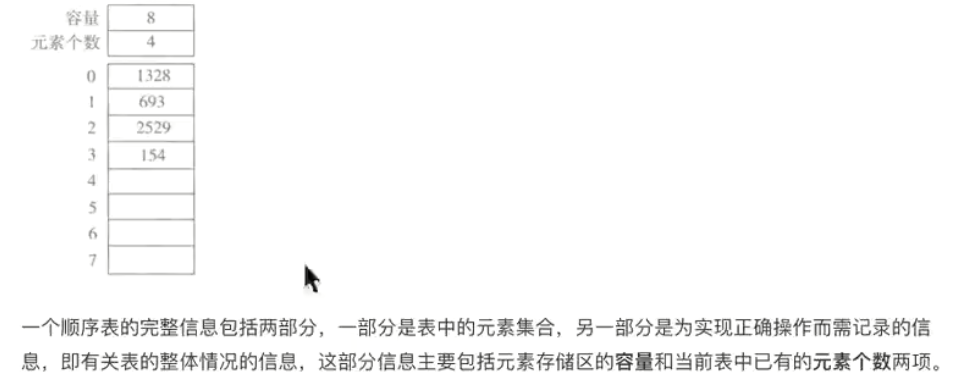 容量 8
元素个数 4
0 1328
1 693
2 2529
3 154
4
5
6
7
一个顺序表的完整信息包括两部分，一部分是表中的元素集合，另一部分是为实现正确操作而需记录的信
息，即有关表的整体情况的信息，这部分信息主要包括元素存储区的容量和当前表中已有的元素个数两项。